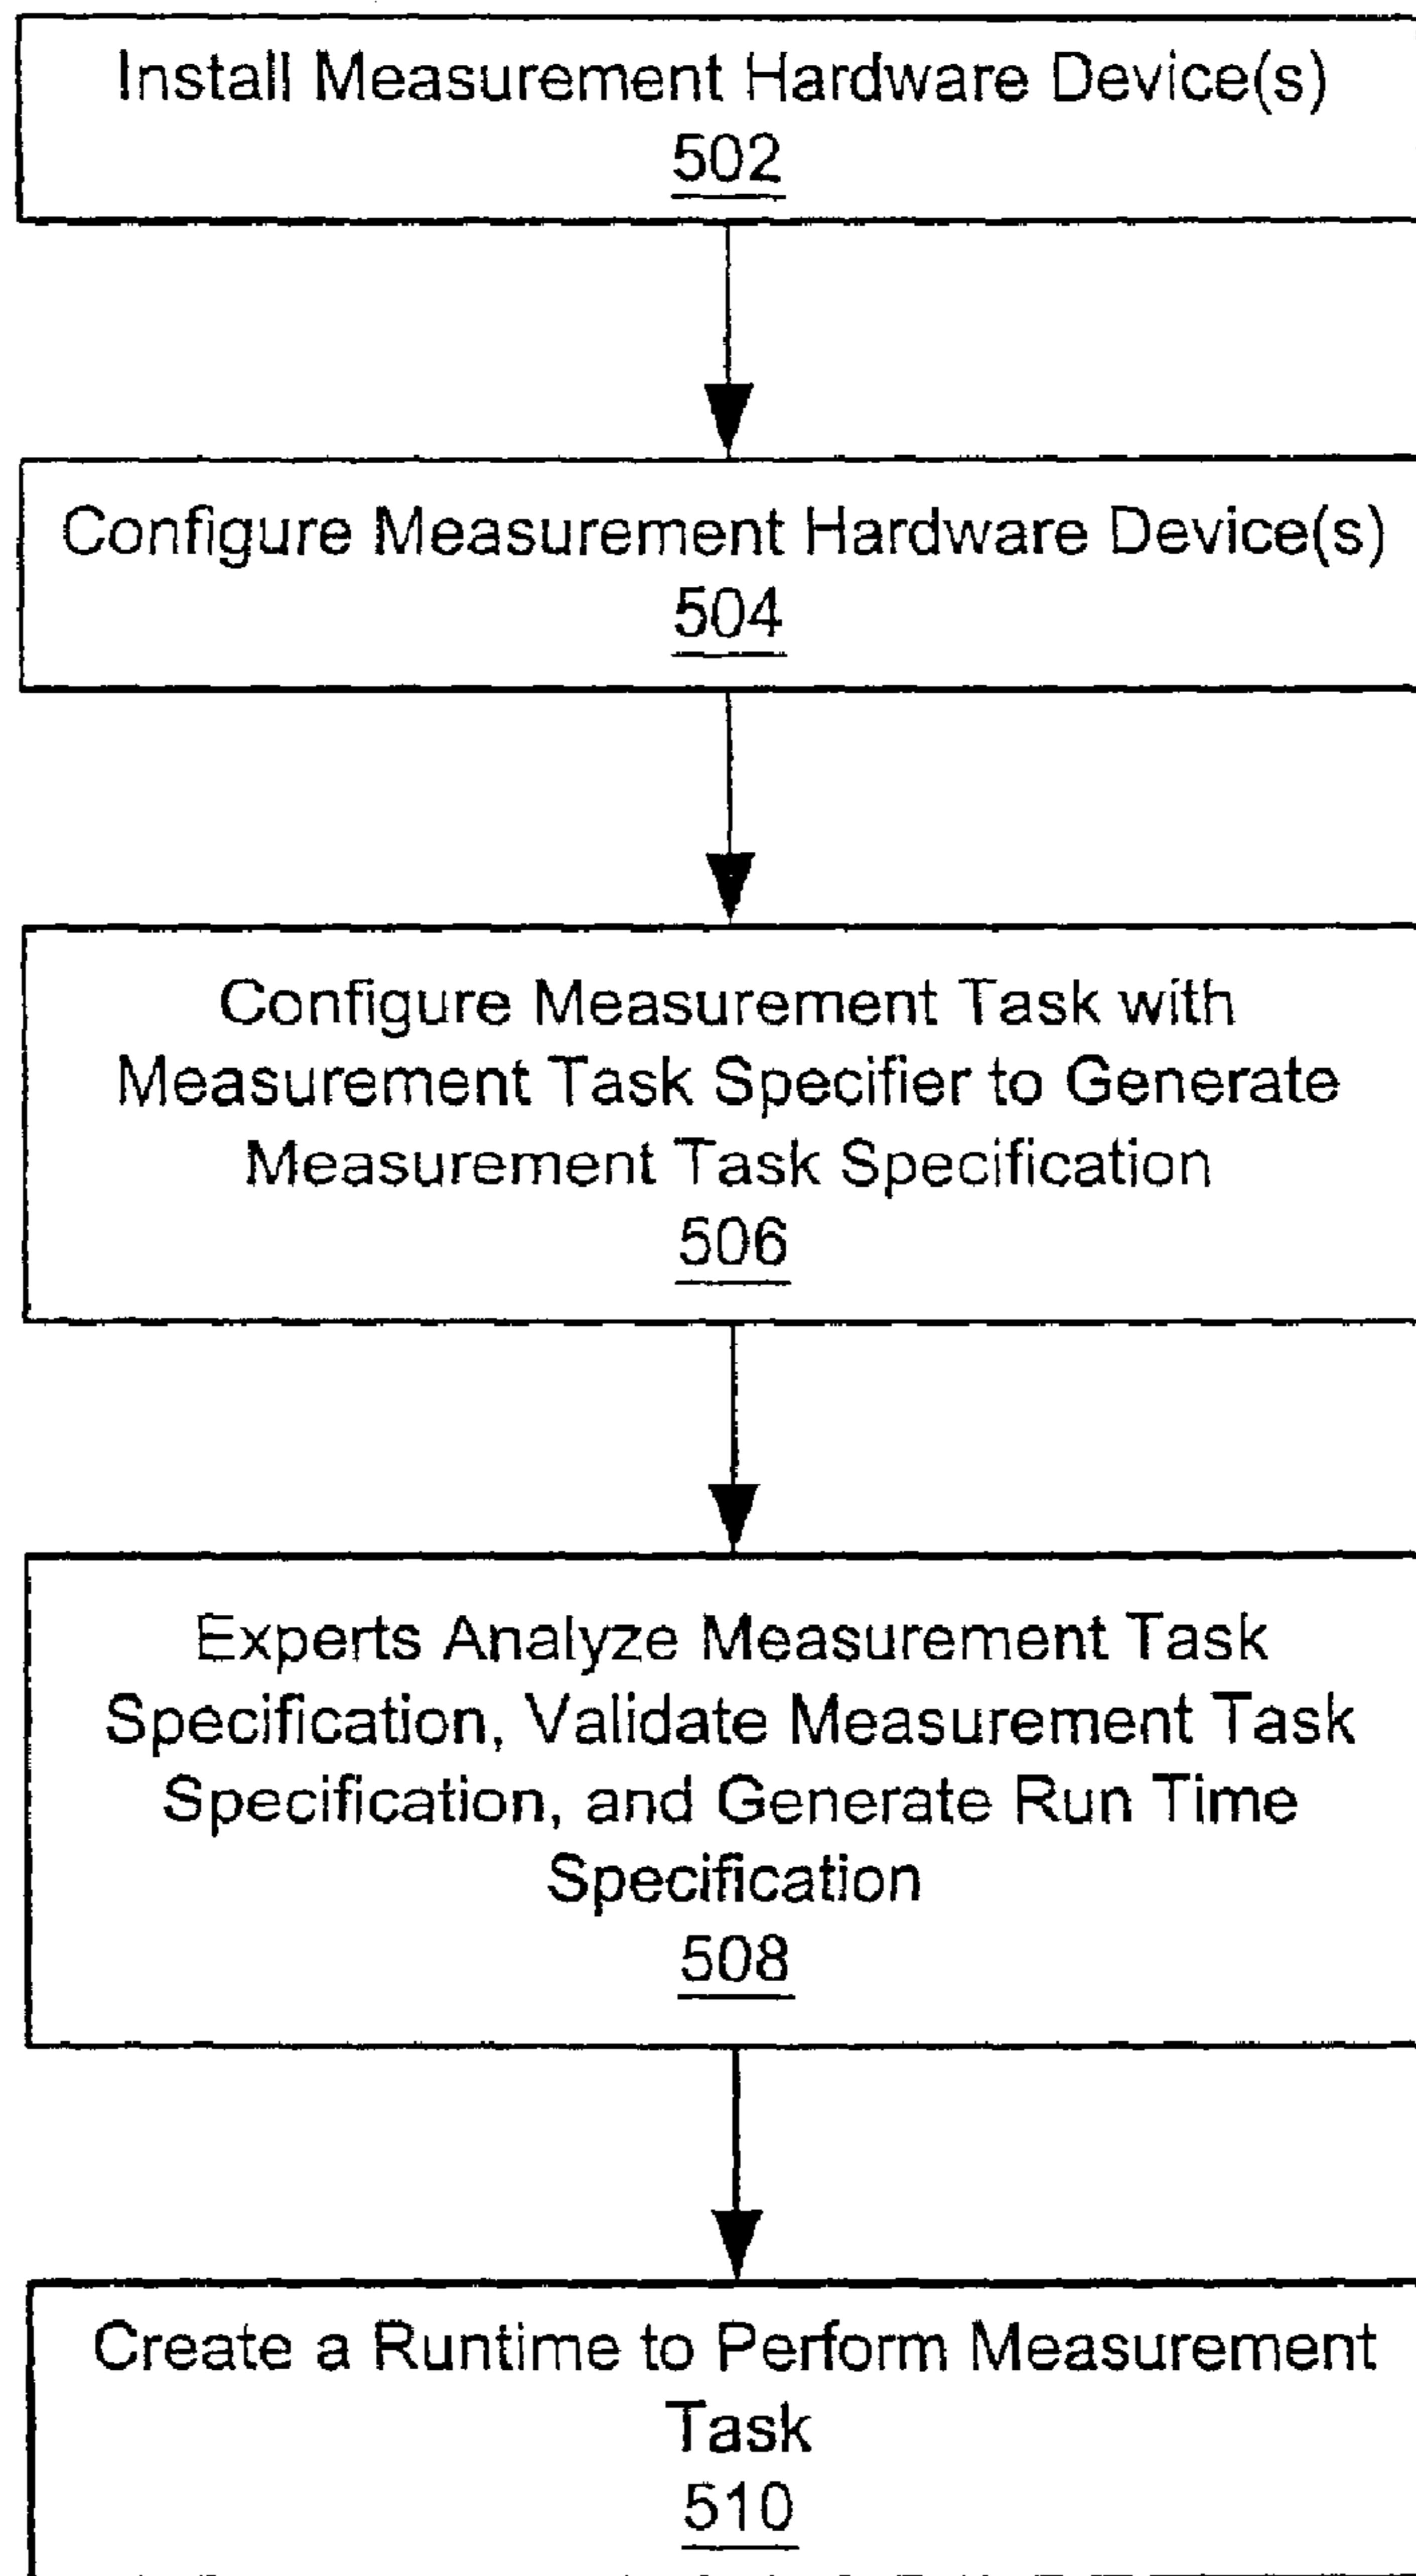 Install Measurement Hardware Device(s)
502
Configure Measurement Hardware Device(s)
504
Configure Measurement Task with
Measurement Task Specifier to Generate
Measurement Task Specification
506
Experts Analyze Measurement Task
Specification, Validate Measurement Task
Specification, and Generate Run Time
Specification
508
Create a Runtime to Perform Measurement
Task
510